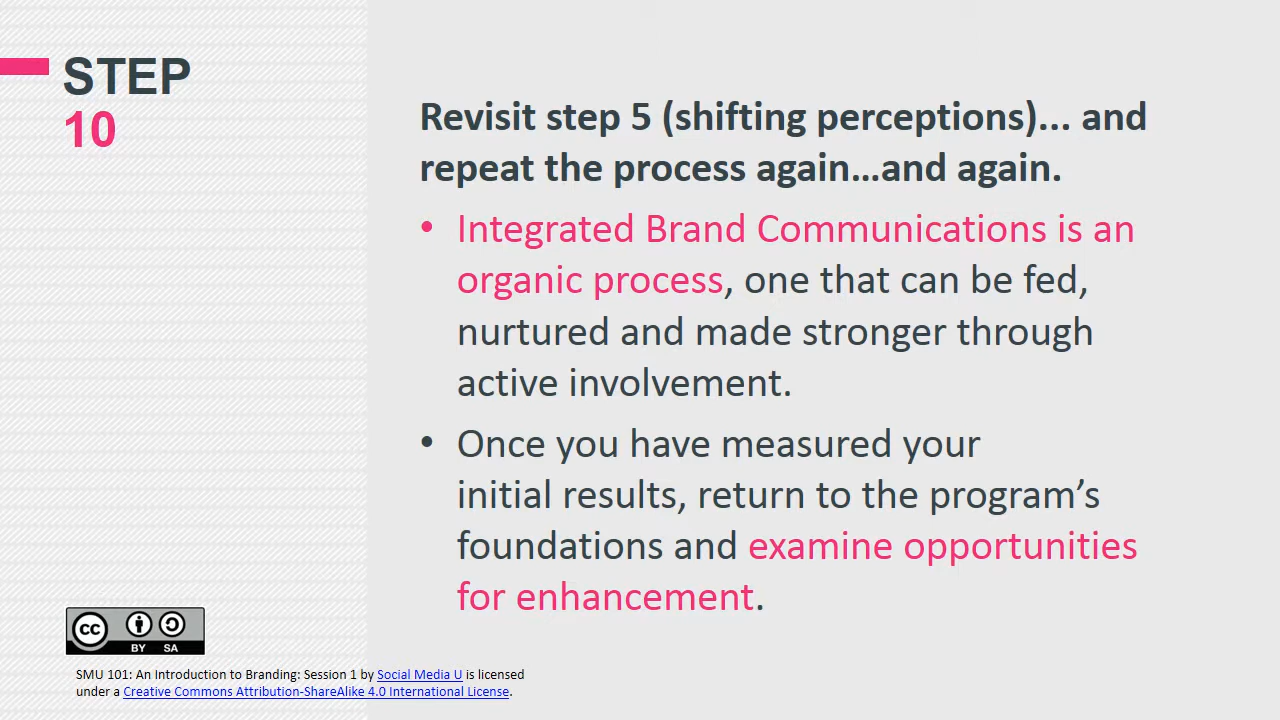 STEP
10
Revisit step 5 (shifting perceptions)... and
repeat the process again…and again.
• Integrated Brand Communications is an
organic process, one that can be fed,
nurtured and made stronger through
active involvement.
• Once you have measured your
initial results, return to the program’s
foundations and examine opportunities
for enhancement.
cc
BY SA
SMU 101: An Introduction to Branding: Session 1 by Social Media U is licensed
under a Creative Commons Attribution-ShareAlike 4.0 International License.